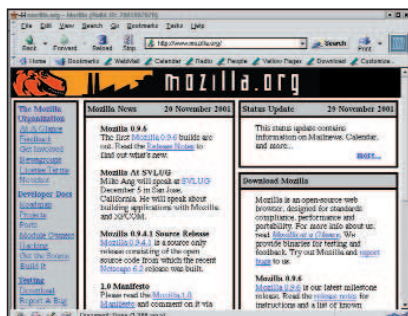 File Edit View Search Go Bookmarks Tasks Help
Back Forward Reload Stop http://www.mozilla.org/ Search Print
Home Bookmarks WebMail Calendar Radio People Yellow Pages Download Customize...
mozilla.org
The Mozilla
Organization
At A Glance
Feedback
Get Involved
Newsgroups
License Terms
Newsbot
Developer Docs
Roadmap
Projects
Ports
Module Owners
Hacking
Get the Source
Build It
Testing
Download
Report A Bug
Mozilla News 29 November 2001
Mozilla 0.9.6
The first Mozilla 0.9.6 builds are
out. Read the Release Notes to
find out what's new.
Mozilla At SVLUG
Mike Ang will speak at SVLUG
December 5 in San Jose,
California. He will speak about
building applications with Mozilla
and XPCOM.
Mozilla 0.9.4.1 Source Release
Mozilla 0.9.4.1 is a source only
release consisting of the open
source code from which the recent
Netscape 6.2 release was built.
1.0 Manifesto
Please read the Mozilla 1.0
Manifesto and comment on it via
Status Update 29 November 2001
This status update contains
information on Mailnews, Calendar,
and more...
more...
Download Mozilla
Mozilla is an open-source web
browser, designed for standards
compliance, performance and
portability. For more info about us,
read Mozilla at a Glance. We
provide binaries for testing and
feedback. Try out Mozilla and report
bugs to us.
Mozilla 0.9.6
Mozilla 0.9.6 is our latest milestone
release. Read the release notes for
instructions and a list of known